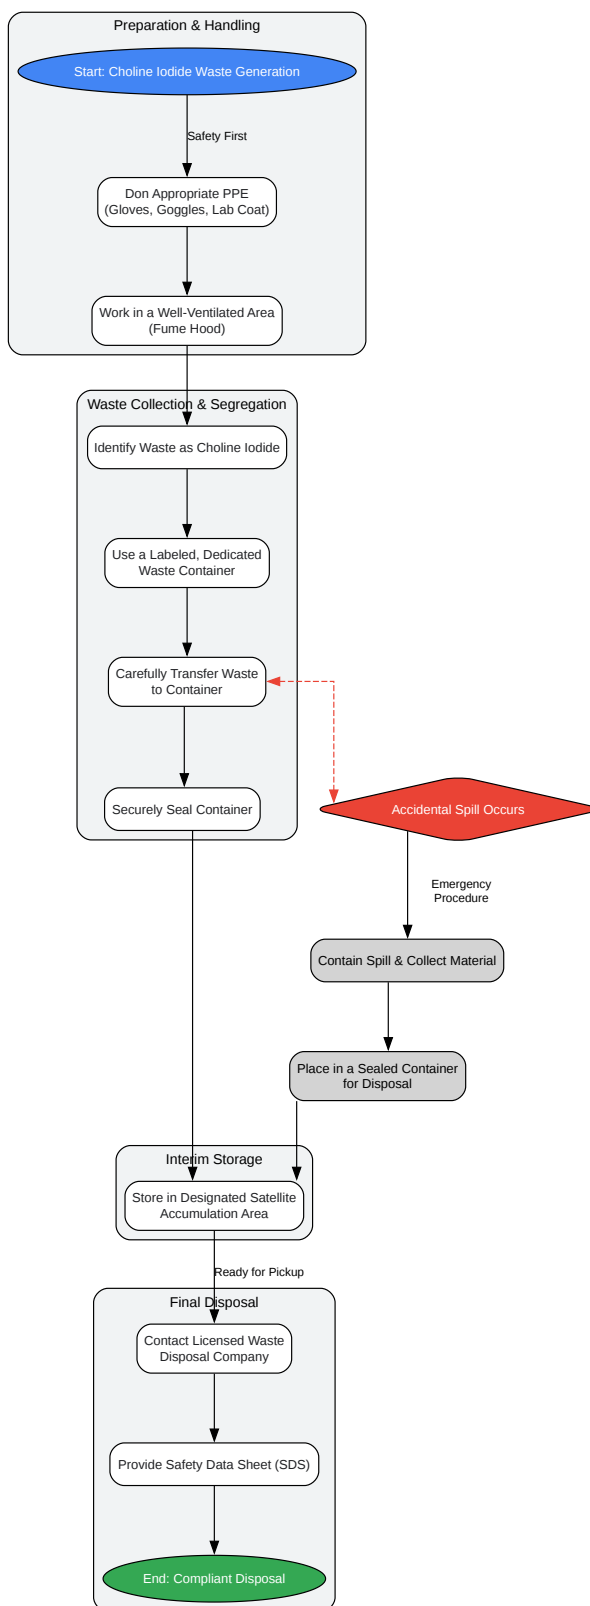 Preparation & Handling
Start: Choline Iodide Waste Generation
Safety First
Don Appropriate PPE
(Gloves, Goggles, Lab Coat)
Work in a Well-Ventilated Area
(Fume Hood)
Waste Collection & Segregation
Identify Waste as Choline Iodide
Use a Labeled, Dedicated
Waste Container
Carefully Transfer Waste
to Container
Securely Seal Container
Accidental Spill Occurs
Emergency
Procedure
Contain Spill & Collect Material
Place in a Sealed Container
for Disposal
Interim Storage
Store in Designated Satellite
Accumulation Area
Ready for Pickup
Final Disposal
Contact Licensed Waste
Disposal Company
Provide Safety Data Sheet (SDS)
End: Compliant Disposal